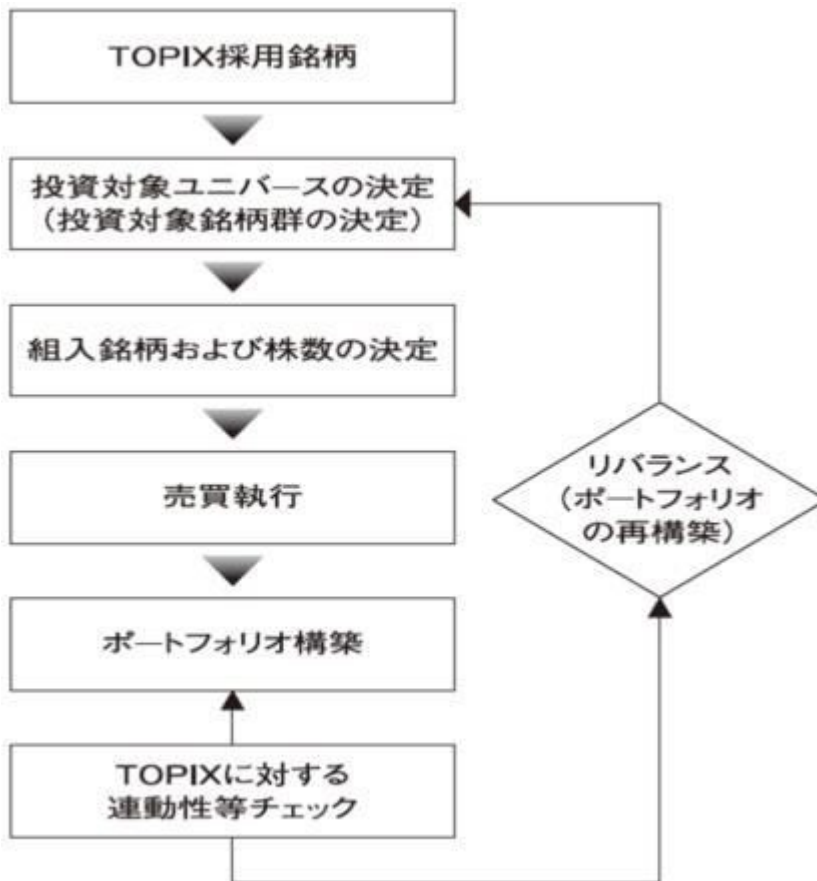 TOPIX採用銘柄
投資対象ユニバースの決定
（投資対象銘柄群の決定）
組入銘柄および株数の決定
売買執行
ポートフォリオ構築
TOPIXに対する
連動性等チェック
リバランス
（ポートフォリオ
の再構築）